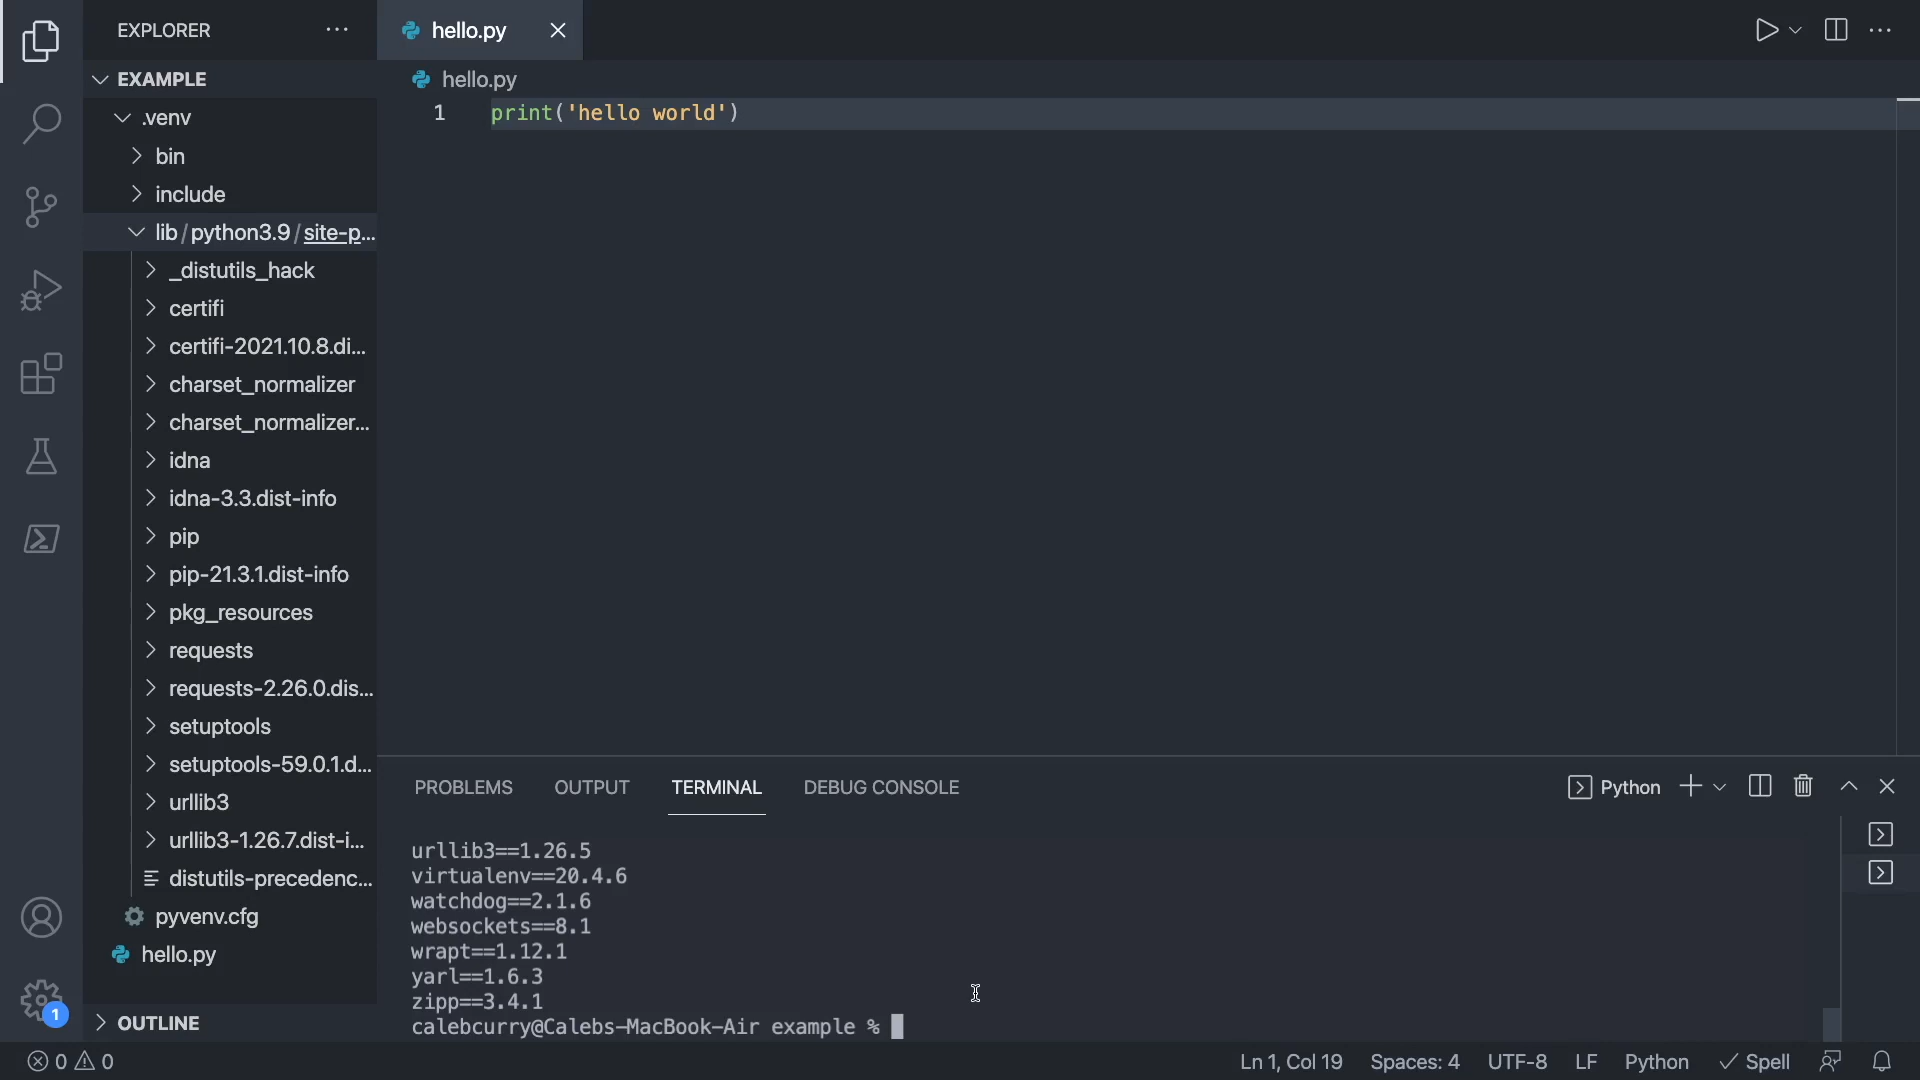 EXPLORER
EXAMPLE
.venv
bin
include
lib/python3.9/site-p...
_distutils_hack
certifi
certifi-2021.10.8.di...
charset_normalizer
charset_normalizer...
idna
idna-3.3.dist-info
pip
pip-21.3.1.dist-info
pkg_resources
requests
requests-2.26.0.dis...
setuptools
setuptools-59.0.1.d...
urllib3
urllib3-1.26.7.dist-i...
distutils-precedenc...
pyvenv.cfg
hello.py
OUTLINE
1
hello.py
hello.py
1 print('hello world')
PROBLEMS OUTPUT TERMINAL DEBUG CONSOLE
Python
urllib3==1.26.5
virtualenv==20.4.6
watchdog==2.1.6
websockets==8.1
wrapt==1.12.1
yarl==1.6.3
zipp==3.4.1
calebcurry@Calebs-MacBook-Air example %
0 0 Ln 1, Col 19 Spaces: 4 UTF-8 LF Python Spell